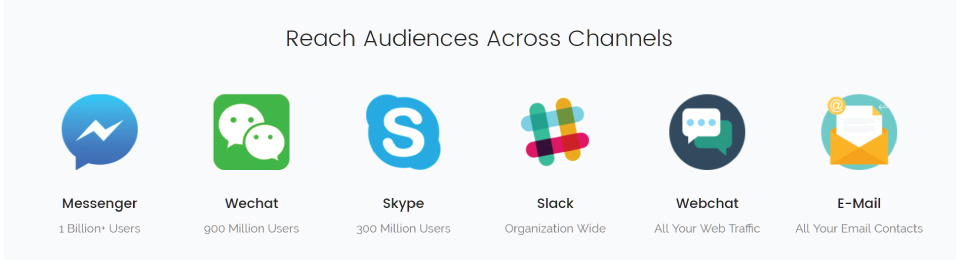 Reach Audiences Across Channels
@
S
Messenger
Wechat
Skype
Slack
Webchat
E-Mail
1 Billion+ Users
900 Million Users
300 Million Users
Organization Wide
All Your Web Traffic
All Your Email Contacts